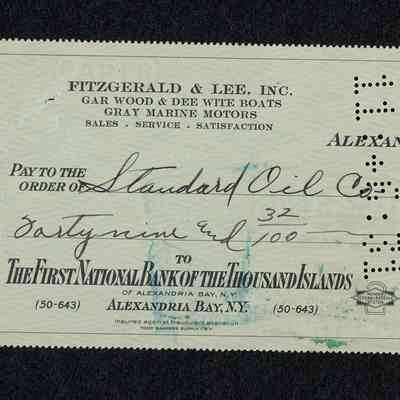 FITZGERALD & LEE, INC.
GAR WOOD & DEE WITE BOATS
GRAY MARINE MOTORS
SALES - SERVICE - SATISFACTION
ALEXAN
PAY TO THE
ORDER OF Standard Oil Co
Forty nine and 32/100
TO
THE FIRST NATIONAL BANK OF THE THOUSAND ISLANDS
OF ALEXANDRIA BAY, N.Y.
(50-643) ALEXANDRIA BAY, N.Y. (50-643)